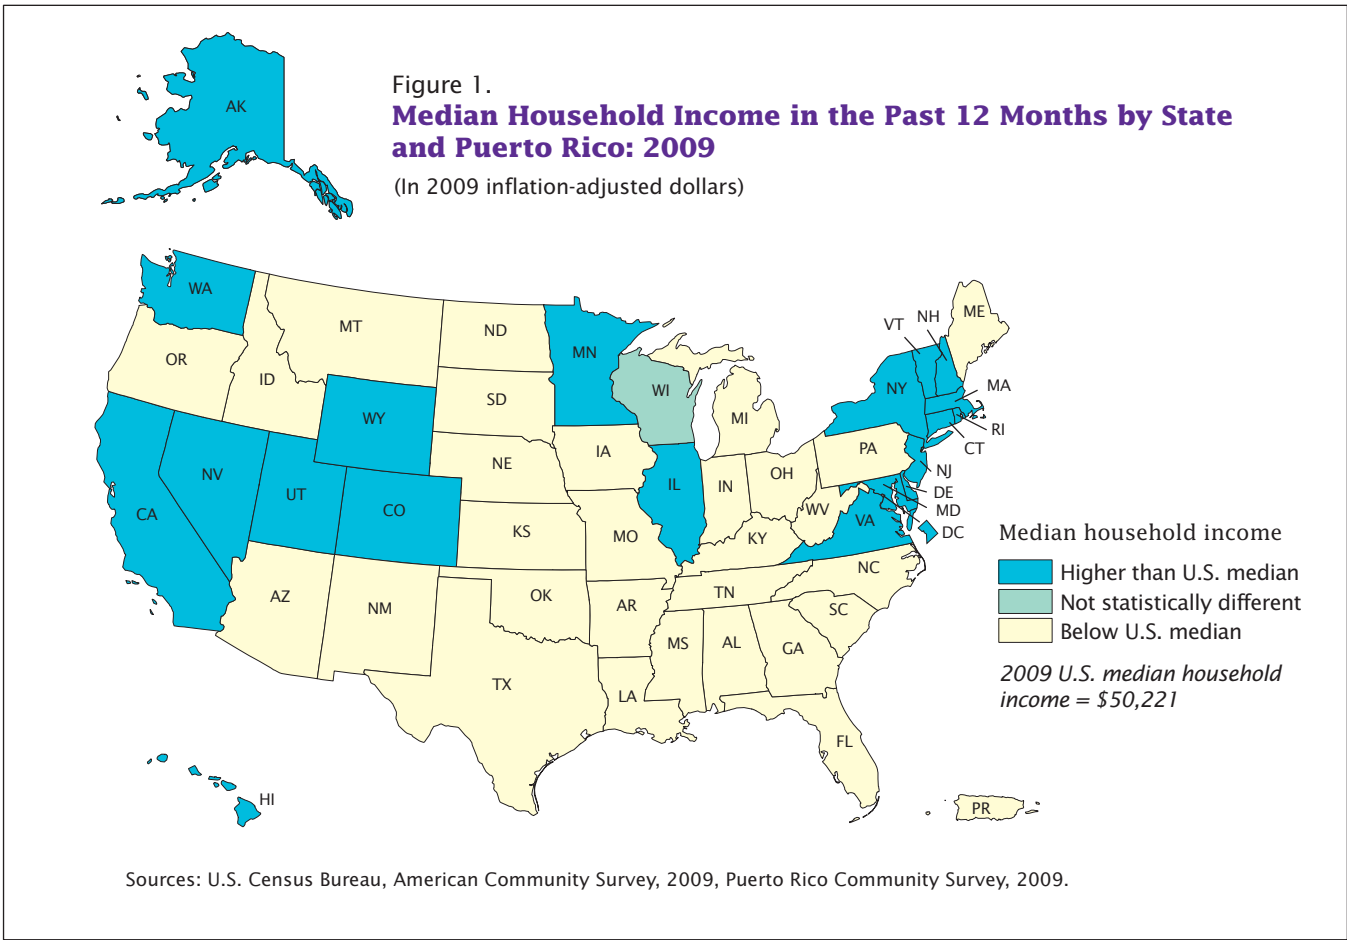 Figure 1.
Median Household Income in the Past 12 Months by State
and Puerto Rico: 2009
(In 2009 inflation-adjusted dollars)
AK
WA
MT
ND
MN
ME
VT
NH
OR
ID
SD
WI
NY
MA
WY
MI
RI
IA
PA
CT
NV
NE
OH
NJ
UT
IL
IN
DE
CA
CO
WV
MD
VA
KS
MO
KY
DC
NC
AZ
NM
OK
AR
TN
SC
MS
AL
GA
TX
LA
FL
HI
PR
Median household income
Higher than U.S. median
Not statistically different
Below U.S. median
2009 U.S. median household
income = $50,221
Sources: U.S. Census Bureau, American Community Survey, 2009, Puerto Rico Community Survey, 2009.